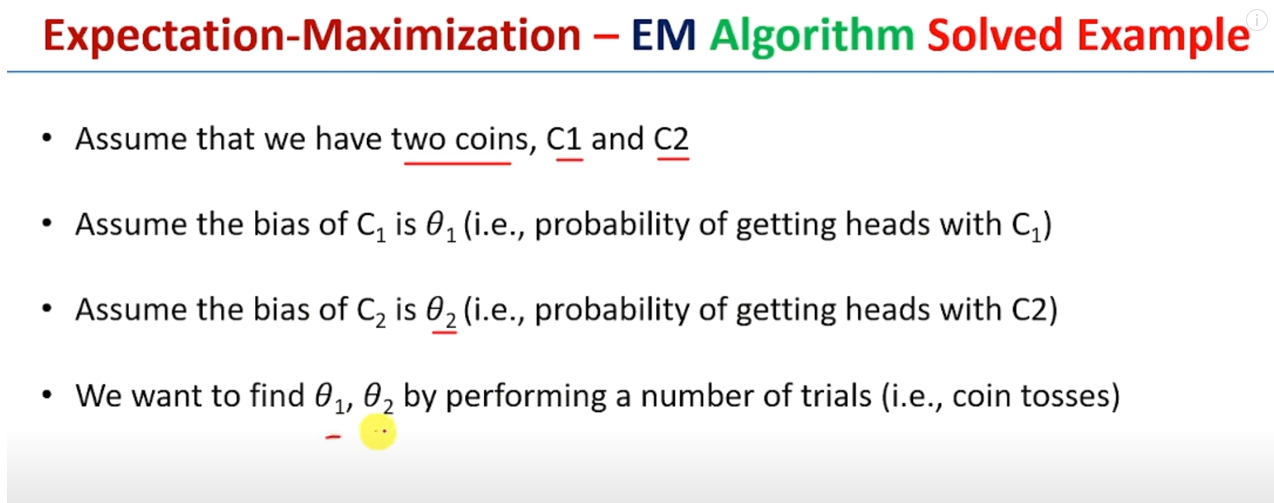 Expectation-Maximization – EM Algorithm Solved Example
• Assume that we have two coins, C1 and C2
• Assume the bias of C₁ is θ₁ (i.e., probability of getting heads with C₁)
• Assume the bias of C₂ is θ₂ (i.e., probability of getting heads with C2)
• We want to find θ₁, θ₂ by performing a number of trials (i.e., coin tosses)